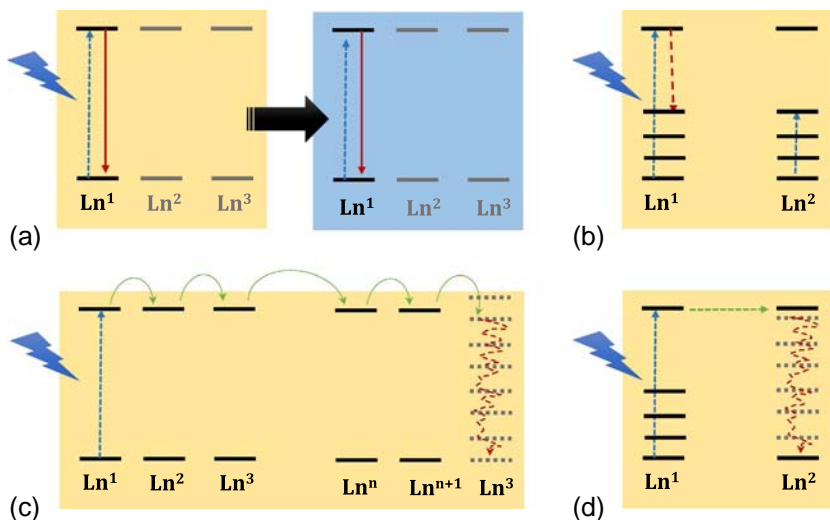 Ln¹ Ln² Ln³
Ln¹ Ln² Ln³
(a)
Ln¹ Ln²
(b)
Ln¹ Ln² Ln³ Lnⁿ Lnⁿ⁺¹ Ln³
(c)
Ln¹ Ln²
(d)